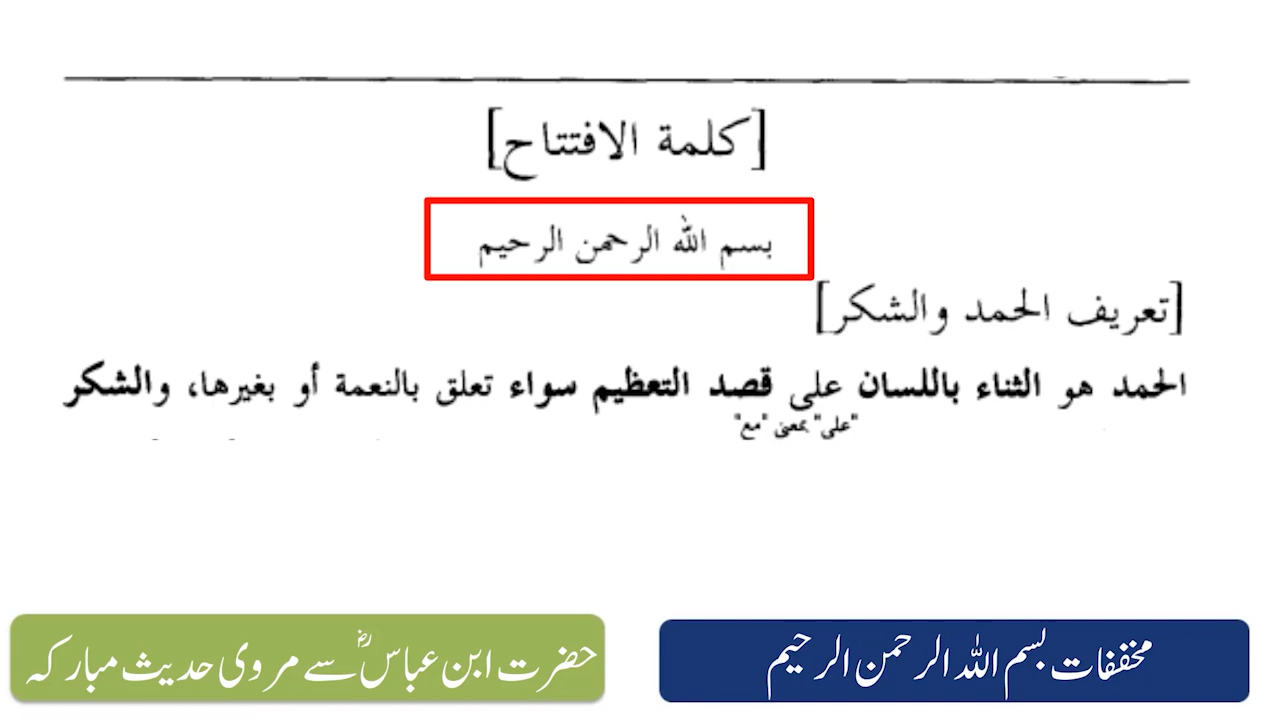 [كلمة الافتتاح]
بسم الله الرحمن الرحيم
[تعريف الحمد والشكر]
الحمد هو الثناء باللسان على قصد التعظيم سواء تعلق بالنعمة أو بغيرها، والشكر
"على" بمعنى "مع"
مخففات بسم اللہ الرحمن الرحیم
حضرت ابن عباسؓ سے مروی حدیث مبارکہ